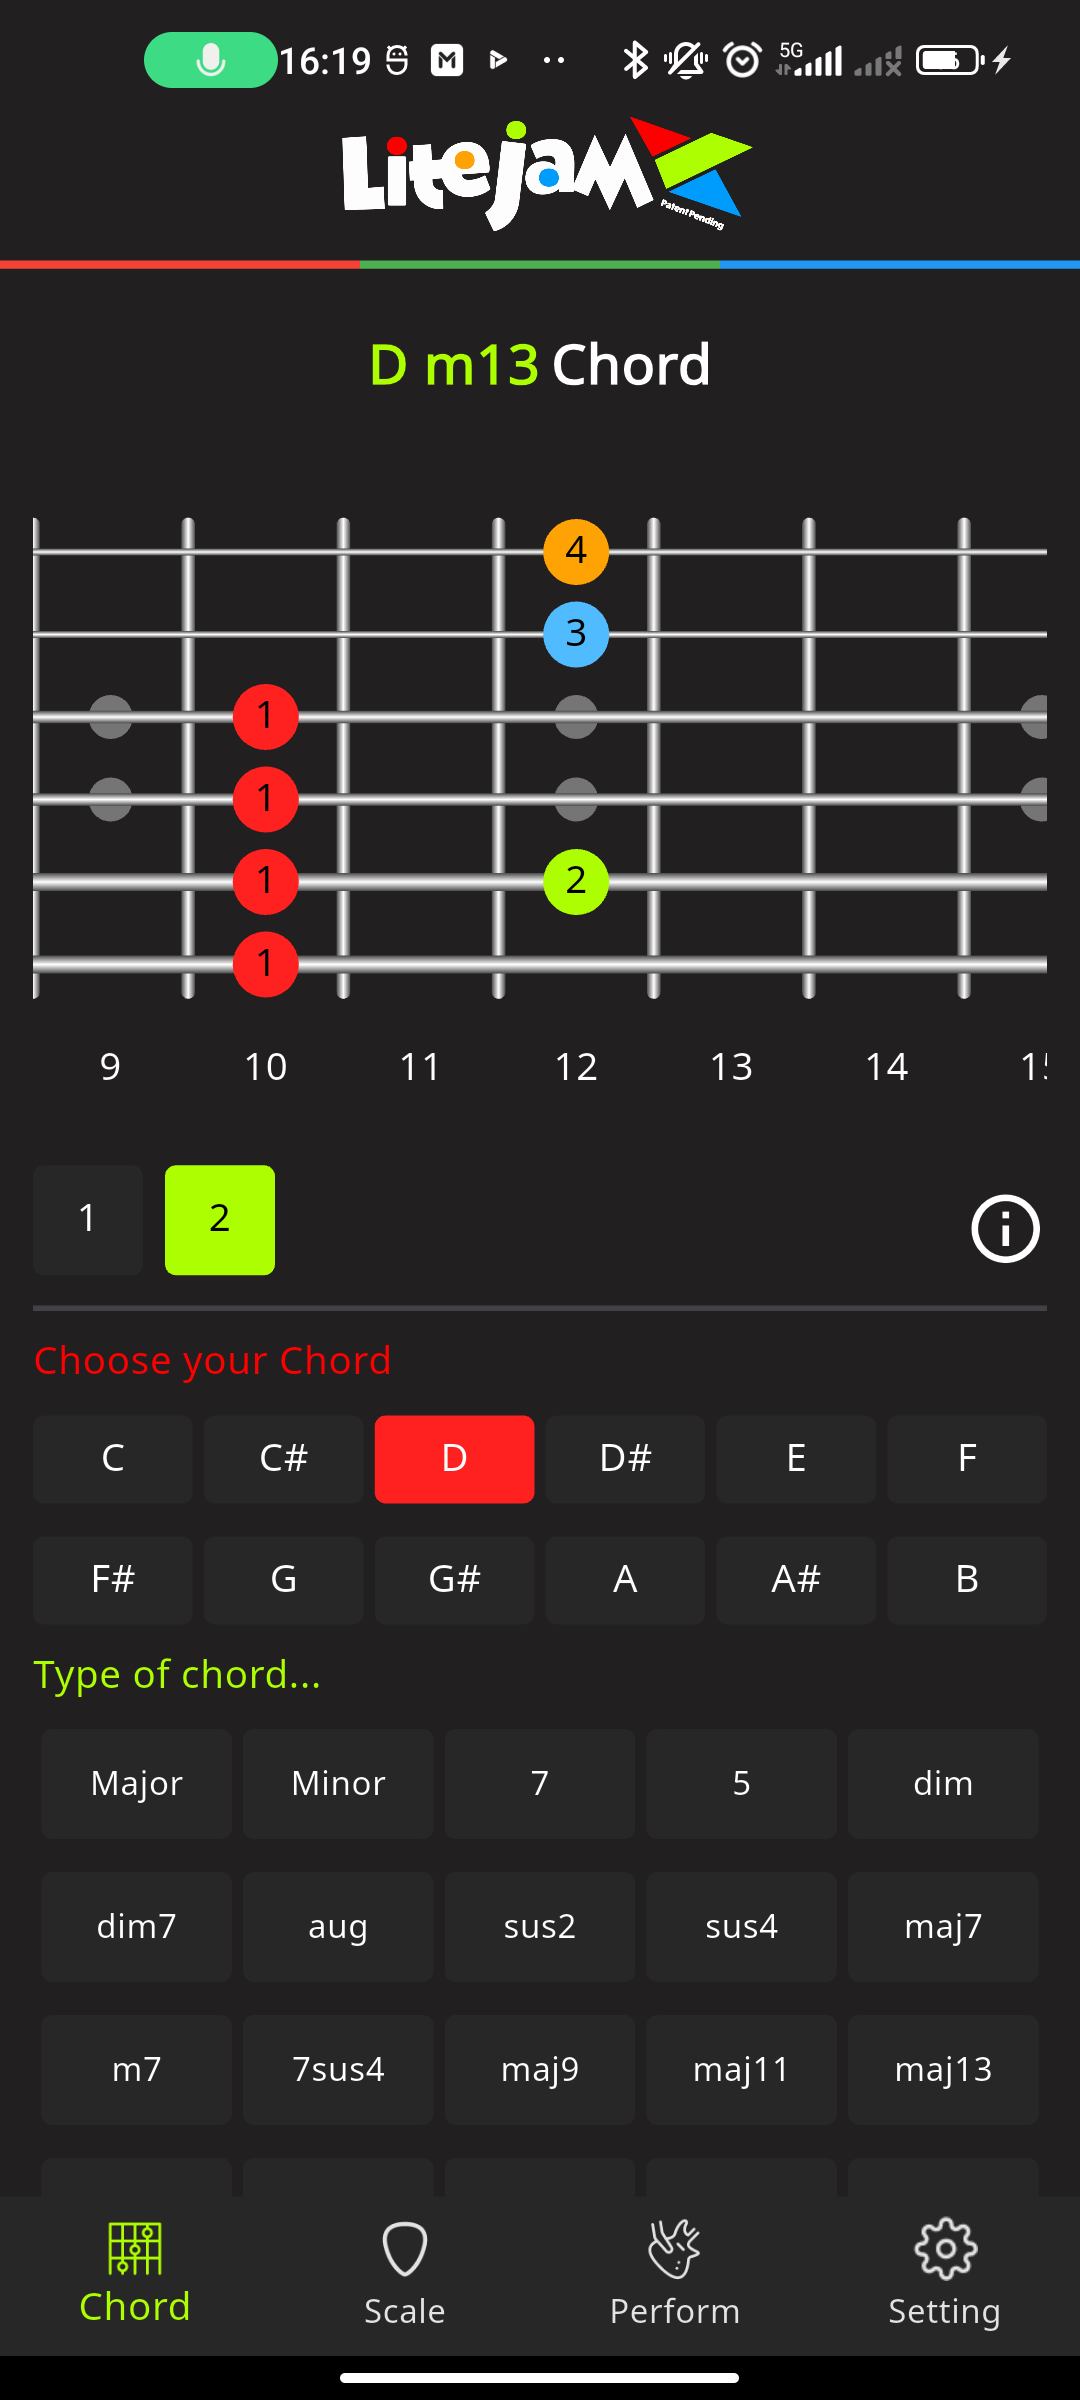 16:19 5G
LiteJam
Patent Pending
D m13 Chord
4
3
1
1
1 2
1
9 10 11 12 13 14
1 2
Choose your Chord
C C# D D# E F
F# G G# A A# B
Type of chord...
Major Minor 7 5 dim
dim7 aug sus2 sus4 maj7
m7 7sus4 maj9 maj11 maj13
Chord Scale Perform Setting